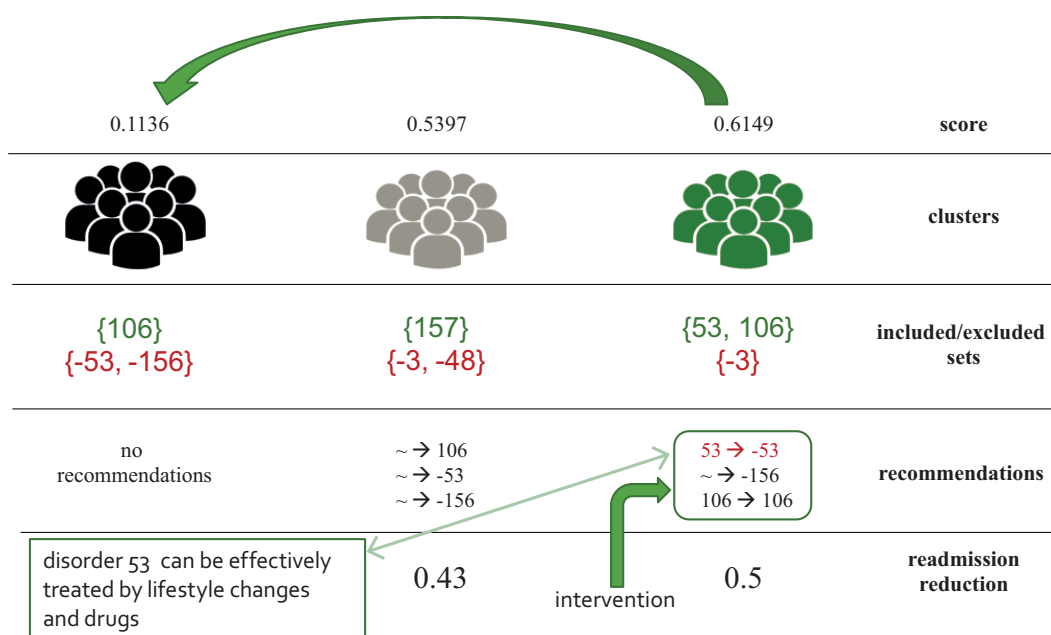 0.1136 0.5397 0.6149 score
clusters
{106} {157} {53, 106}
{-53, -156} {-3, -48} {-3}
included/excluded
sets
no
recommendations
~ → 106
~ → -53
~ → -156
53 → -53
~ → -156
106 → 106
recommendations
disorder 53 can be effectively
treated by lifestyle changes
and drugs
0.43
intervention
0.5
readmission
reduction